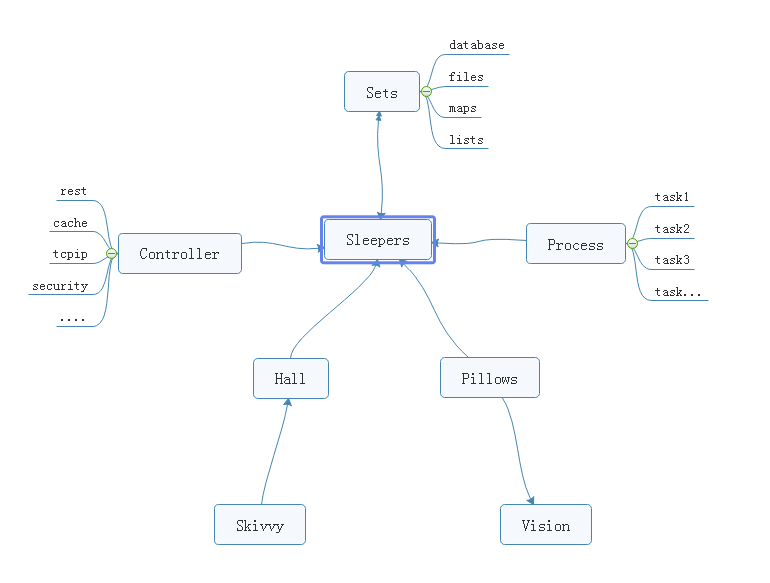 database
files
Sets
maps
lists
rest
cache
Controller
tcpip
security
....
Sleepers
task1
task2
Process
task3
task...
Hall
Pillows
Skivvy
Vision